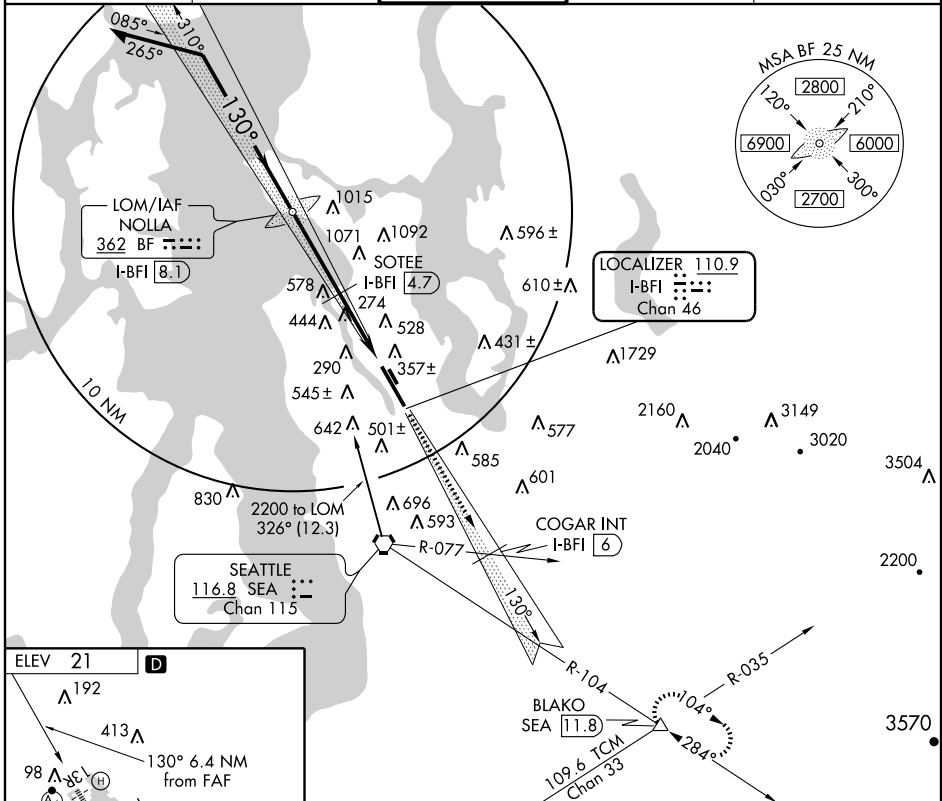 085°
310°
265°
130°
MSA BF 25 NM
120°
2800
210°
6900
6000
030°
2700
300°
LOM/IAF
NOLLA
362 BF
I-BFI 8.1
1015
1071
1092
596 ±
SOTEE
I-BFI 4.7
610 ±
LOCALIZER 110.9
I-BFI
Chan 46
578
274
444
528
290
357±
431 ±
1729
545 ±
10 NM
642
501±
577
585
2160
2040
3149
3020
3504
830
601
2200 to LOM
326° (12.3)
696
593
R-077
COGAR INT
I-BFI 6
SEATTLE
116.8 SEA
Chan 115
2200
130°
R-104
R-035
BLAKO
SEA 11.8
104°
284°
3570
109.6 TCM
Chan 33
ELEV 21
D
192
413
130° 6.4 NM
from FAF
98
13R
H
A